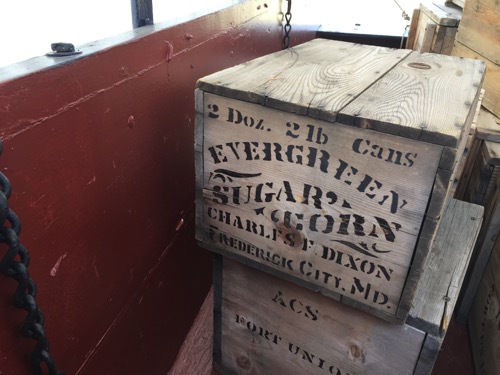 2 Doz. 2 lb Cans
EVERGREEN
SUGAR
CORN
CHARLES F. DIXON
FREDERICK CITY, MD.
ACS
FORT UNION